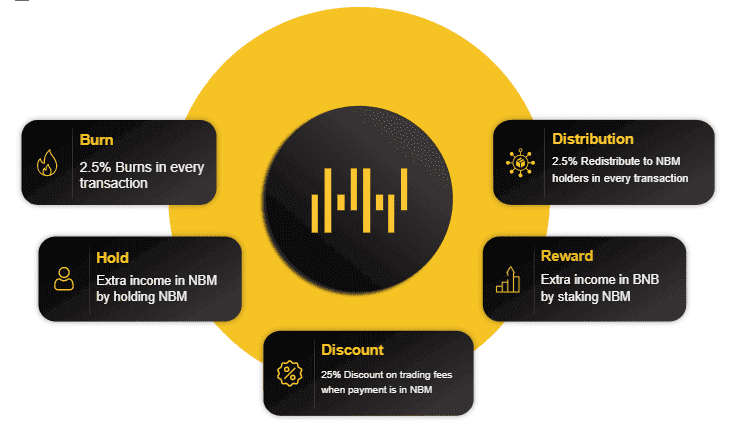 Burn
2.5% Burns in every
transaction
Distribution
2.5% Redistribute to NBM
holders in every transaction
Hold
Extra income in NBM
by holding NBM
Reward
Extra income in BNB
by staking NBM
Discount
25% Discount on trading fees
when payment is in NBM